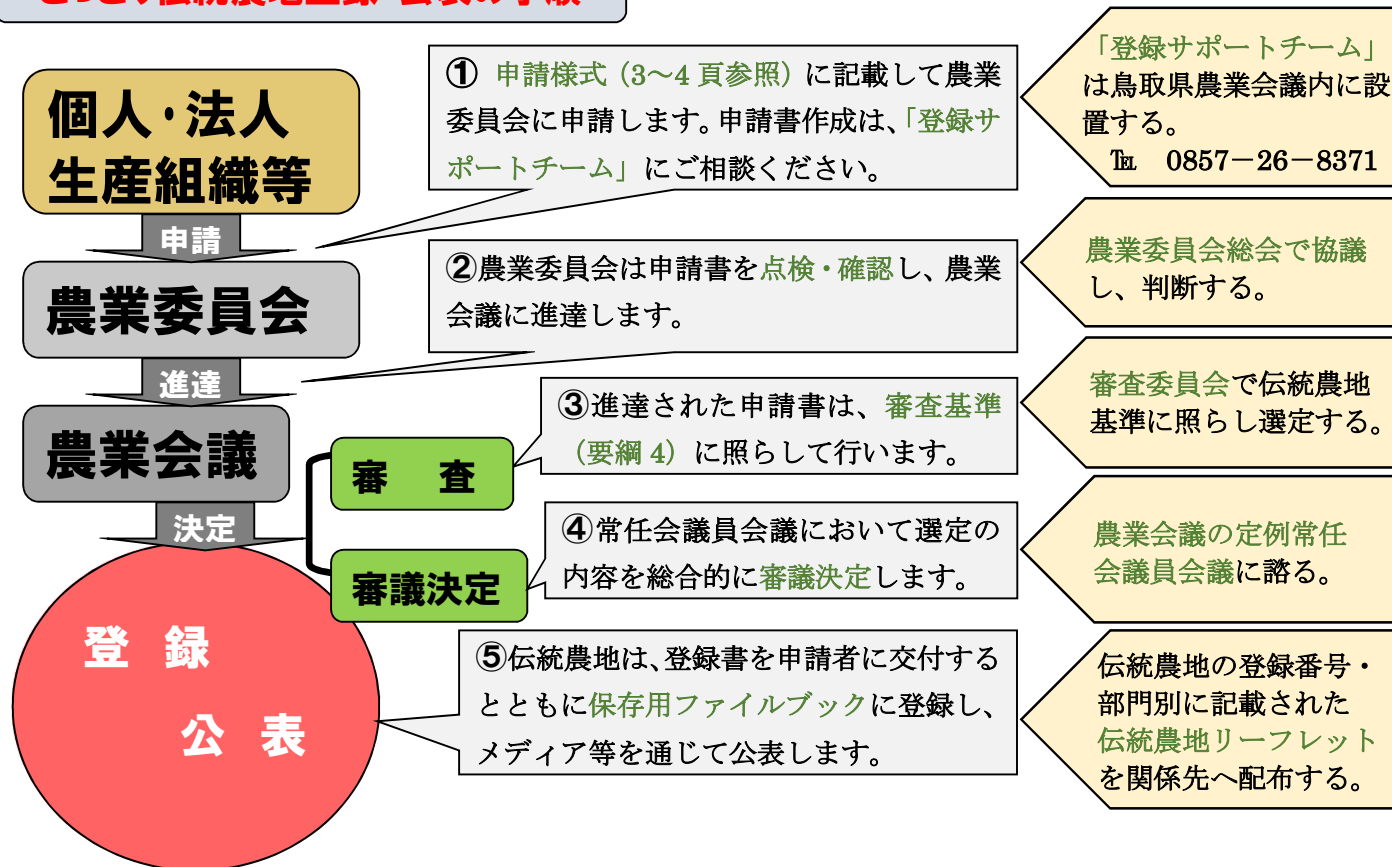 とっとり伝統農地登録・公表の手順
個人・法人
生産組織等
申請
農業委員会
進達
農業会議
決定
登 録
公 表
審 査
審議決定
① 申請様式（3～4 頁参照）に記載して農業
委員会に申請します。申請書作成は、「登録サ
ポートチーム」にご相談ください。
「登録サポートチーム」
は鳥取県農業会議内に設
置する。
℡ 0857－26－8371
②農業委員会は申請書を点検・確認し、農業
会議に進達します。
農業委員会総会で協議
し、判断する。
③進達された申請書は、審査基準
（要綱 4）に照らして行います。
審査委員会で伝統農地
基準に照らし選定する。
④常任会議員会議において選定の
内容を総合的に審議決定します。
農業会議の定例常任
会議員会議に諮る。
⑤伝統農地は、登録書を申請者に交付する
とともに保存用ファイルブックに登録し、
メディア等を通じて公表します。
伝統農地の登録番号・
部門別に記載された
伝統農地リーフレット
を関係先へ配布する。